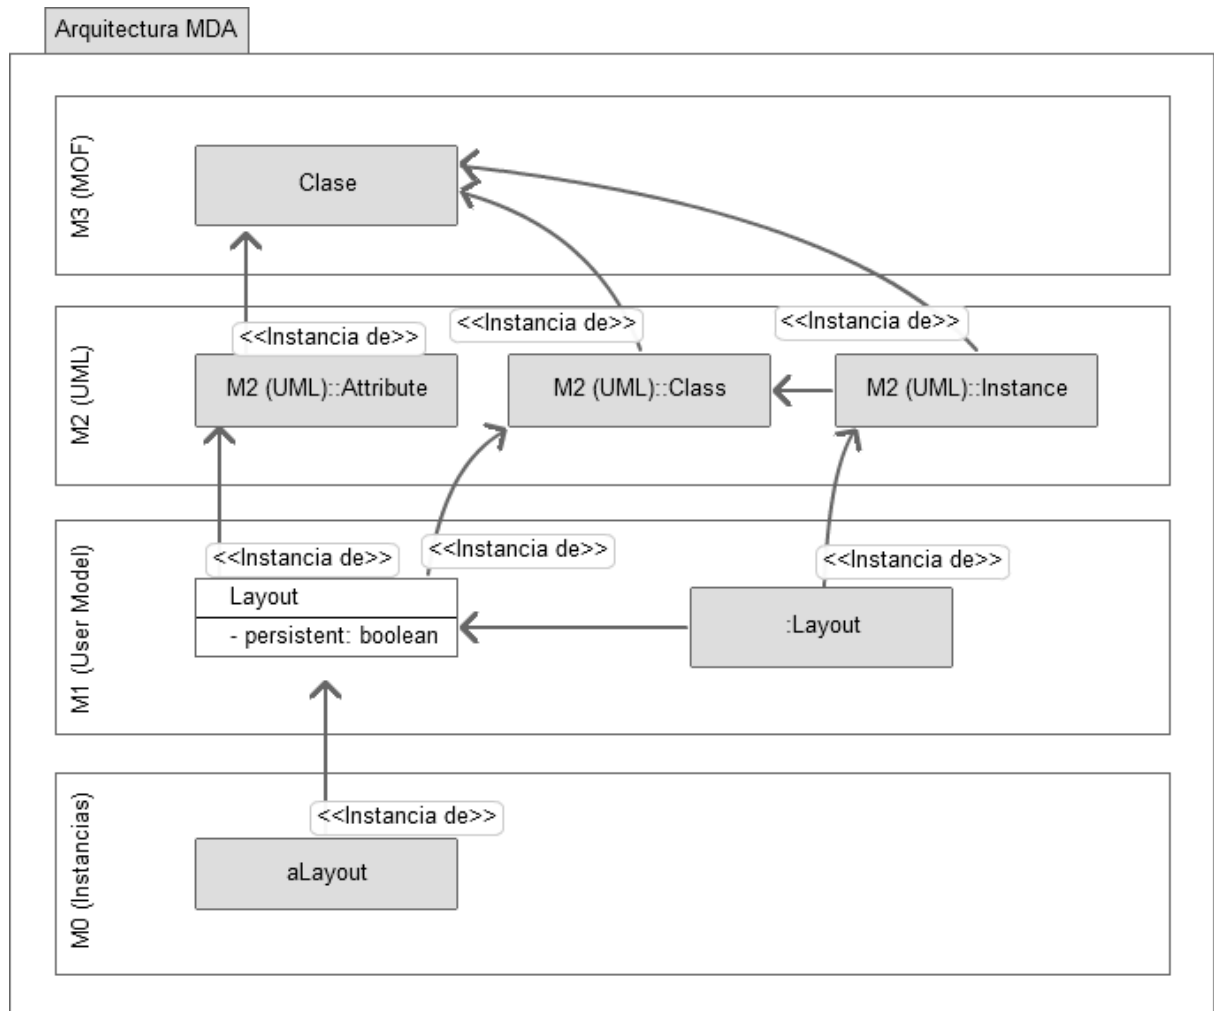 Arquitectura MDA
M3 (MOF)
Clase
<<Instancia de>>
<<Instancia de>>
<<Instancia de>>
M2 (UML)
M2 (UML)::Attribute
M2 (UML)::Class
M2 (UML)::Instance
<<Instancia de>>
<<Instancia de>>
<<Instancia de>>
M1 (User Model)
Layout
- persistent: boolean
:Layout
<<Instancia de>>
M0 (Instancias)
aLayout